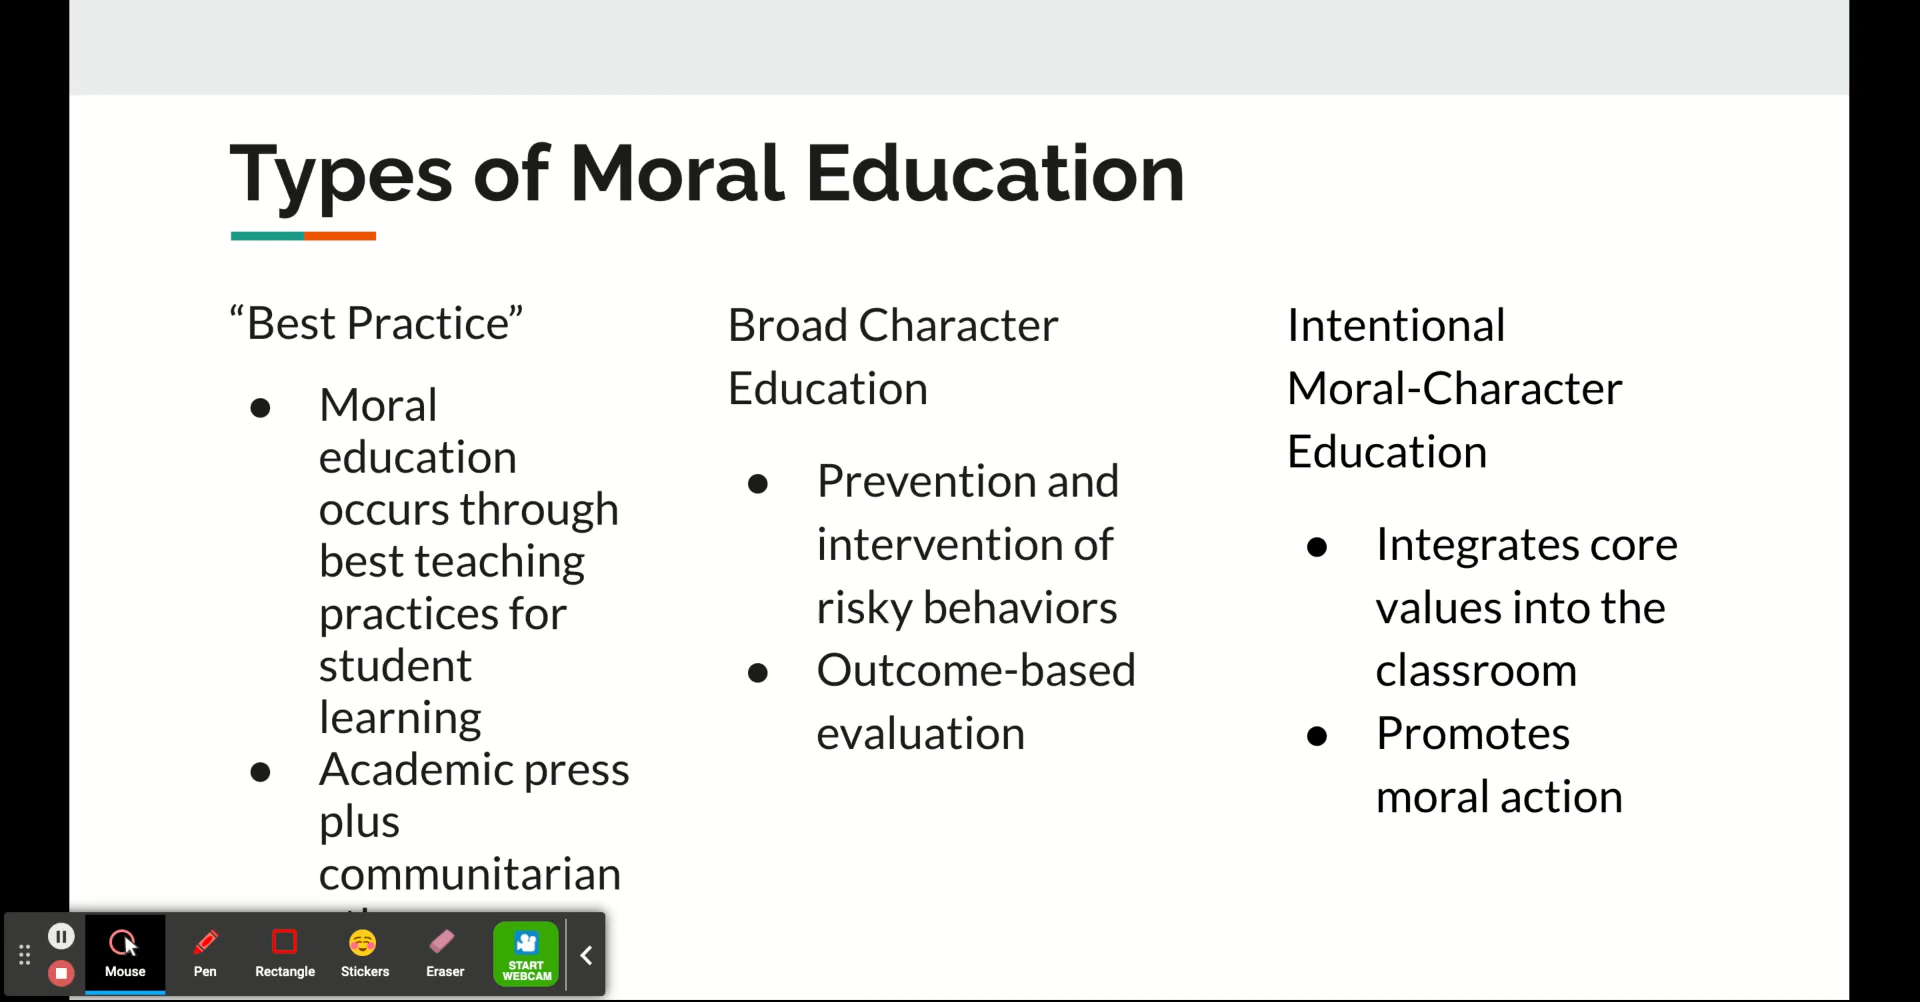 Types of Moral Education
“Best Practice”
● Moral
education
occurs through
best teaching
practices for
student
learning
● Academic press
plus
communitarian
Broad Character
Education
● Prevention and
intervention of
risky behaviors
● Outcome-based
evaluation
Intentional
Moral-Character
Education
● Integrates core
values into the
classroom
● Promotes
moral action
Mouse
Pen
Rectangle
Stickers
Eraser
START
WEBCAM